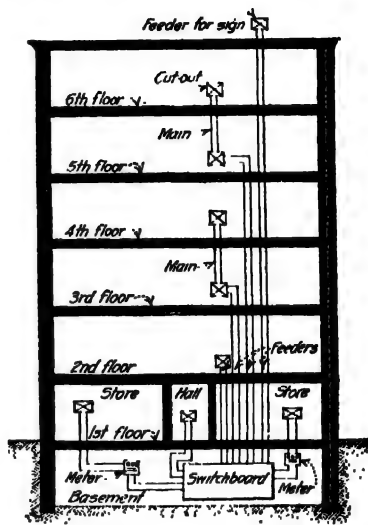 Feeder for sign
Cut-out
6th floor
Main
5th floor
4th floor
Main
3rd floor
Feeders
2nd floor
Store
Hall
Store
1st floor
Meter
Switchboard
Meter
Basement